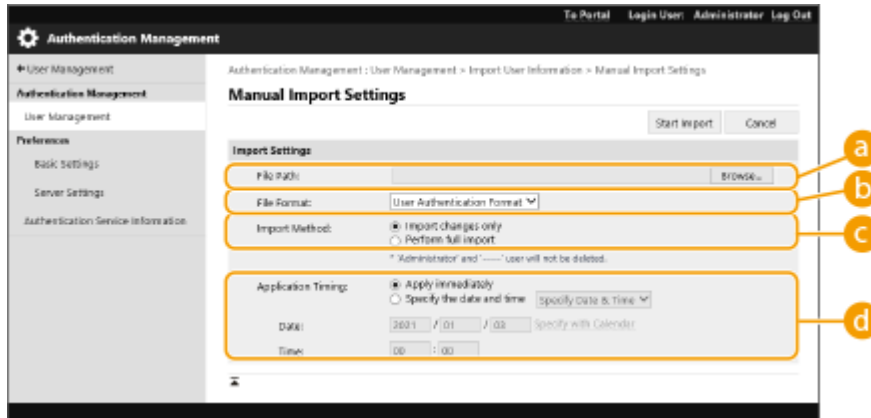 To Portal Login User: Administrator Log Out
Authentication Management
User Management
Authentication Management : User Management > Import User Information > Manual Import Settings
Authentication Management
Manual Import Settings
User Management
Start Import Cancel
Preferences
Import Settings
Basic Settings
File Path: Browse...
a
Server Settings
File Format: User Authentication Format
b
Authentication Service Information
Import Method: Import changes only
Perform full import
c
* 'Administrator' and '-----' user will not be deleted.
Application Timing: Apply immediately
Specify the date and time Specify Date & Time
d
Date: 2021 / 01 / 03 Specify with Calendar
Time: 00 : 00